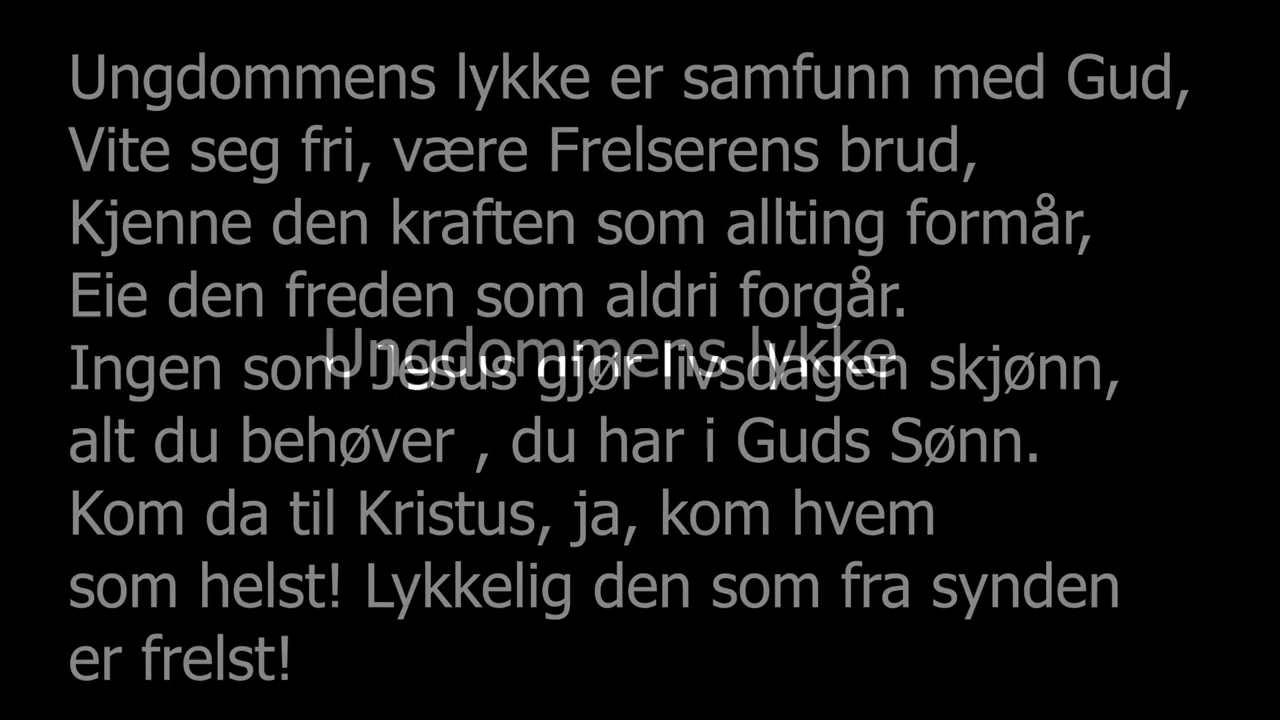 Ungdommens lykke er samfunn med Gud,
Vite seg fri, være Frelserens brud,
Kjenne den kraften som allting formår,
Eie den freden som aldri forgår.
Ungdommens lykke
Ingen som Jesus gjør livsdagen skjønn,
alt du behøver , du har i Guds Sønn.
Kom da til Kristus, ja, kom hvem
som helst! Lykkelig den som fra synden
er frelst!